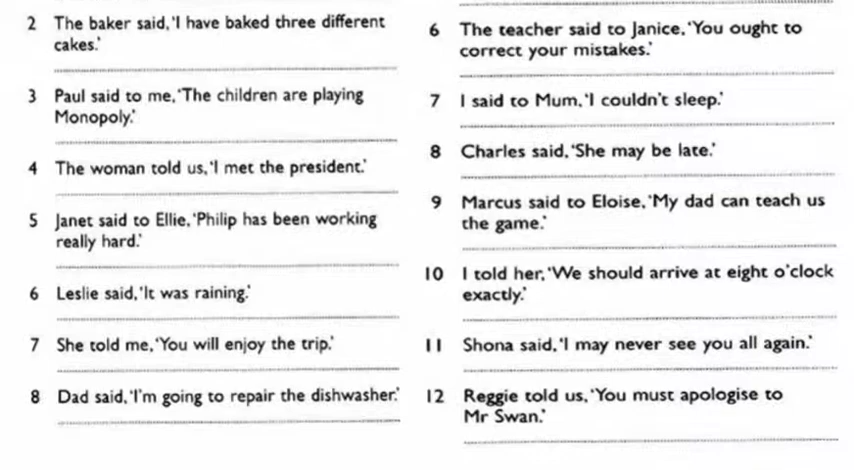 2 The baker said, 'I have baked three different
cakes.'
3 Paul said to me, 'The children are playing
Monopoly.'
4 The woman told us, 'I met the president.'
5 Janet said to Ellie, 'Philip has been working
really hard.'
6 Leslie said, 'It was raining.'
7 She told me, 'You will enjoy the trip.'
8 Dad said, 'I'm going to repair the dishwasher.'
6 The teacher said to Janice, 'You ought to
correct your mistakes.'
7 I said to Mum, 'I couldn't sleep.'
8 Charles said, 'She may be late.'
9 Marcus said to Eloise, 'My dad can teach us
the game.'
10 I told her, 'We should arrive at eight o'clock
exactly.'
11 Shona said, 'I may never see you all again.'
12 Reggie told us, 'You must apologise to
Mr Swan.'